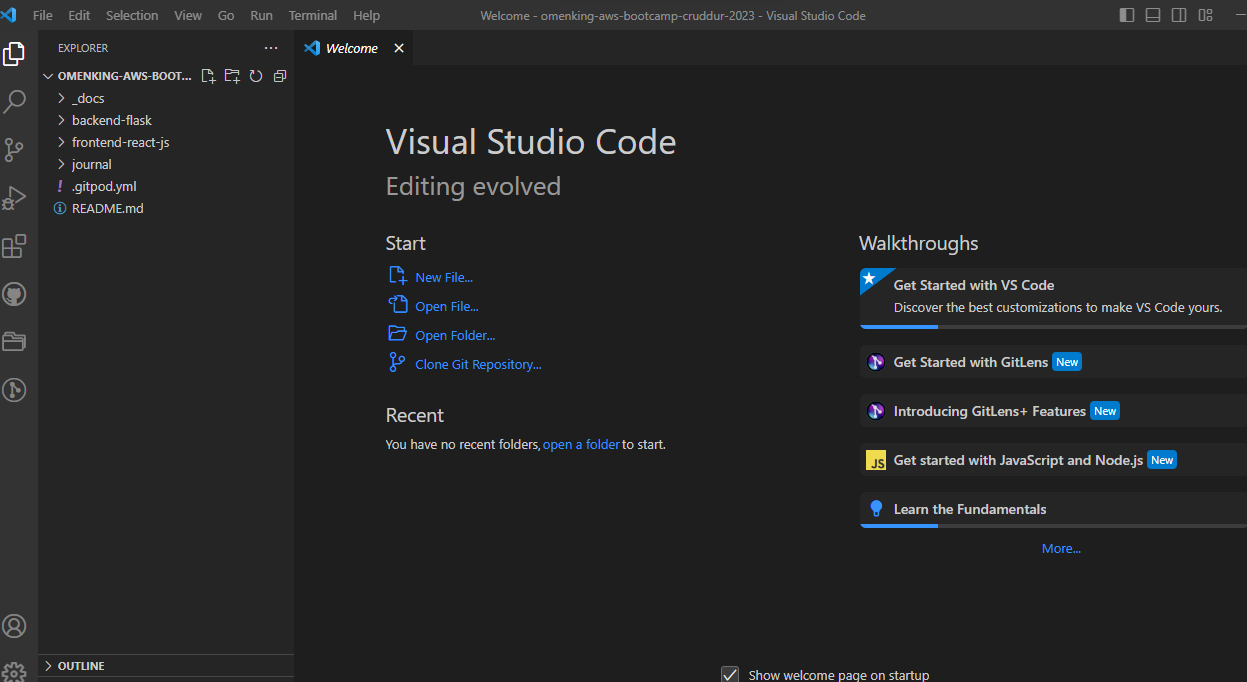 File Edit Selection View Go Run Terminal Help
Welcome - omenking-aws-bootcamp-cruddur-2023 - Visual Studio Code
EXPLORER ...
Welcome
OMENKING-AWS-BOOT...
_docs
backend-flask
frontend-react-js
journal
! .gitpod.yml
README.md
OUTLINE
Visual Studio Code
Editing evolved
Start
New File...
Open File...
Open Folder...
Clone Git Repository...
Recent
You have no recent folders, open a folder to start.
Walkthroughs
Get Started with VS Code
Discover the best customizations to make VS Code yours.
Get Started with GitLens New
Introducing GitLens+ Features New
JS Get started with JavaScript and Node.js New
Learn the Fundamentals
More...
Show welcome page on startup